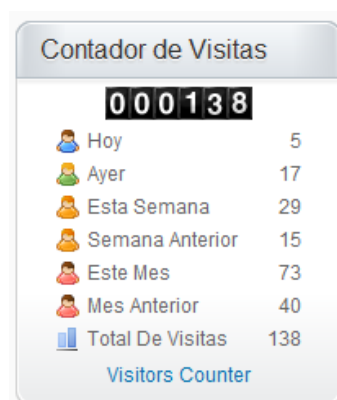 Contador de Visitas
000138
Hoy 5
Ayer 17
Esta Semana 29
Semana Anterior 15
Este Mes 73
Mes Anterior 40
Total De Visitas 138
Visitors Counter